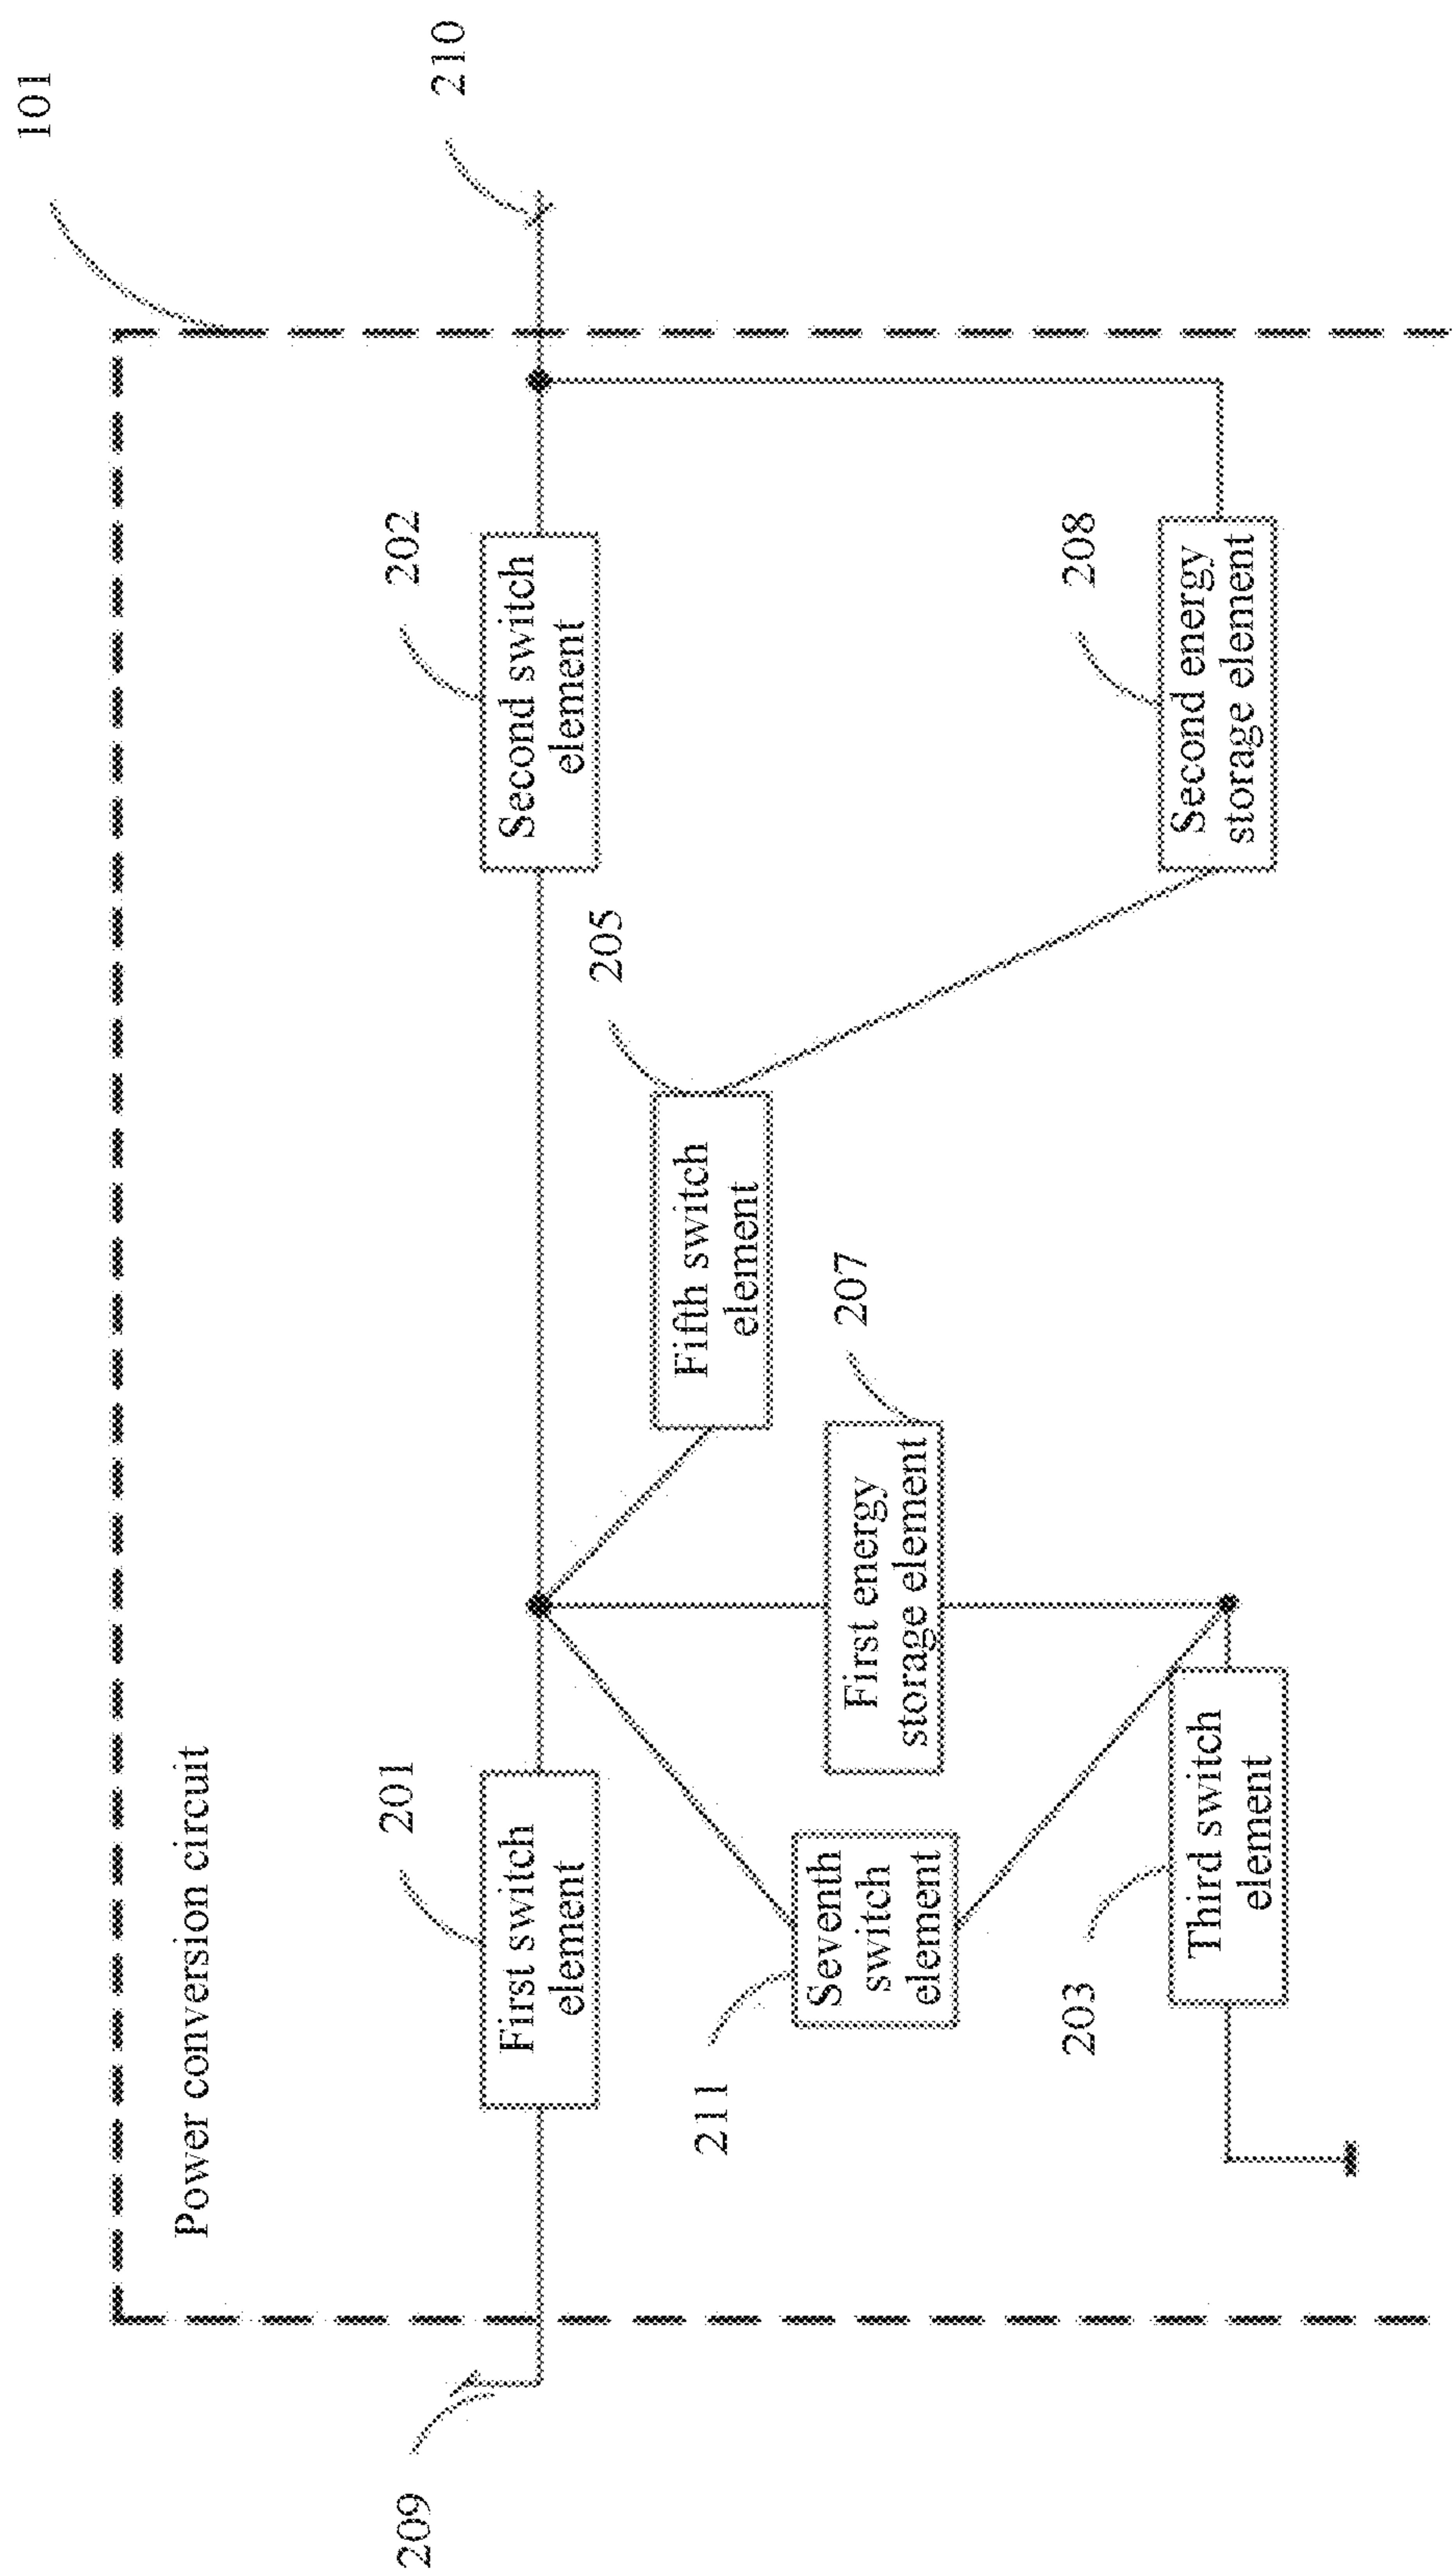 101
Power conversion circuit
209
210
201
First switch
element
202
Second switch
element
205
Fifth switch
element
211
Seventh
switch
element
207
First energy
storage element
203
Third switch
element
208
Second energy
storage element